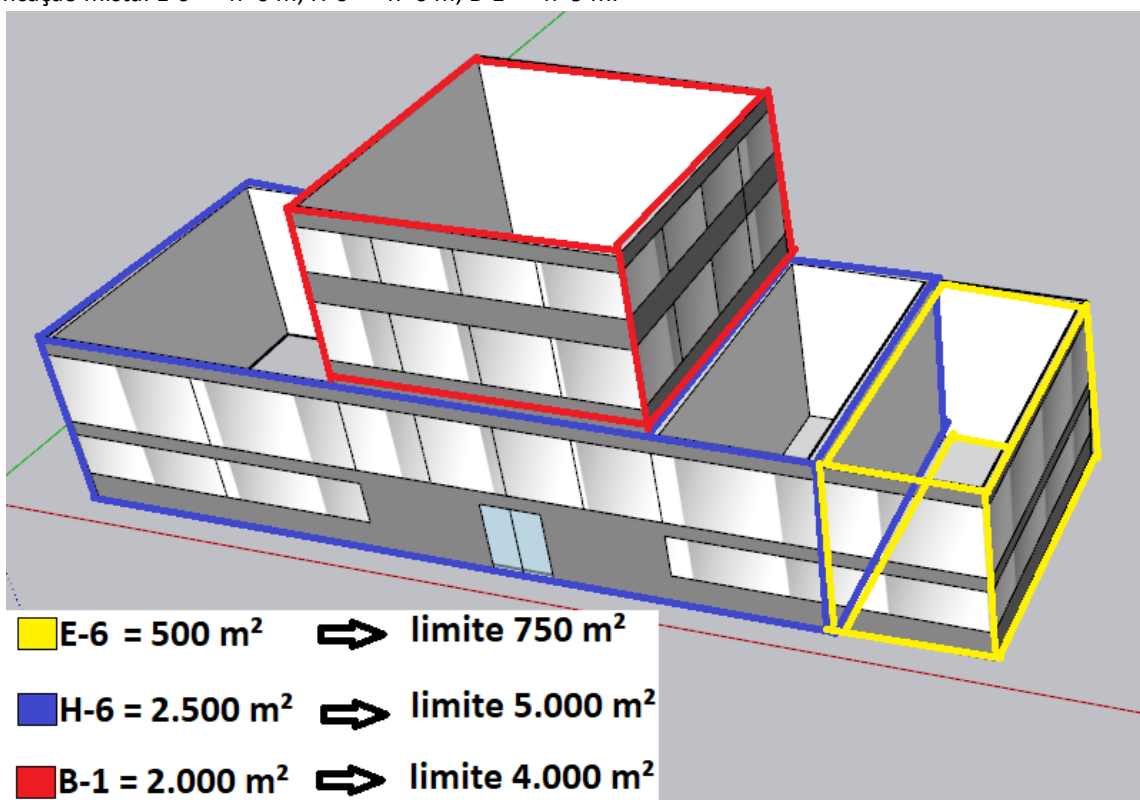 E-6 = 500 m² ⇨ limite 750 m²
H-6 = 2.500 m² ⇨ limite 5.000 m²
B-1 = 2.000 m² ⇨ limite 4.000 m²